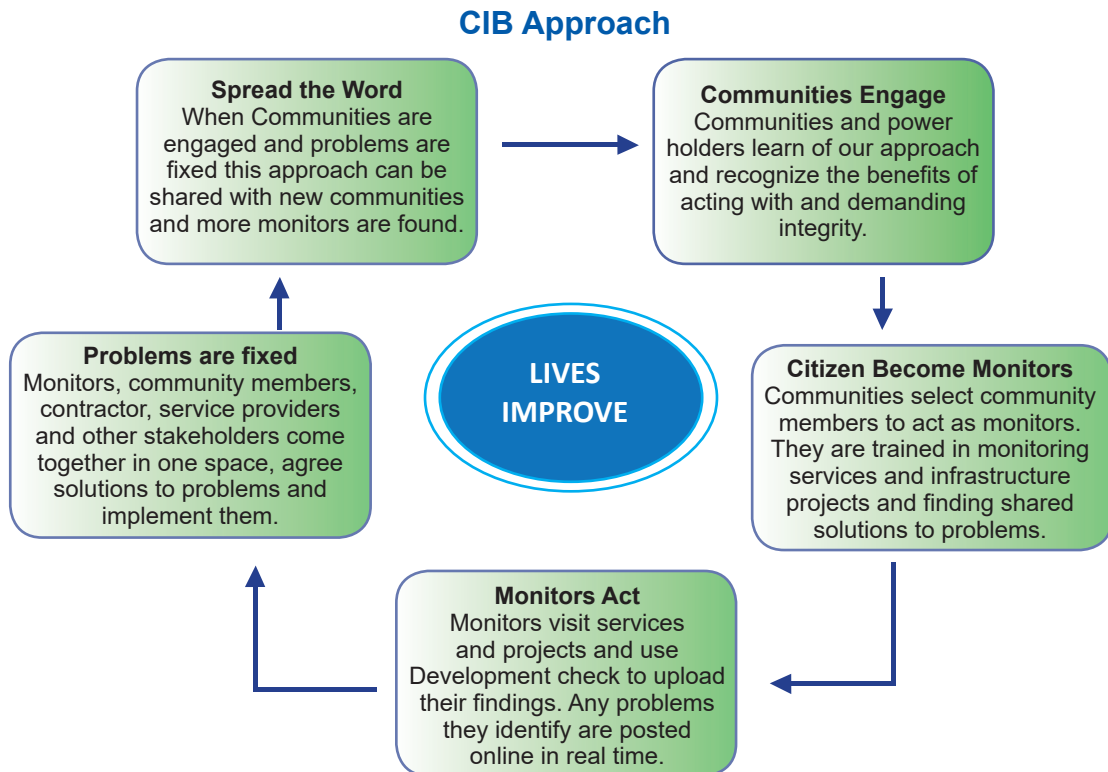 CIB Approach
Spread the Word
When Communities are
engaged and problems are
fixed this approach can be
shared with new communities
and more monitors are found.
Communities Engage
Communities and power
holders learn of our approach
and recognize the benefits of
acting with and demanding
integrity.
Citizen Become Monitors
Communities select community
members to act as monitors.
They are trained in monitoring
services and infrastructure
projects and finding shared
solutions to problems.
Monitors Act
Monitors visit services
and projects and use
Development check to upload
their findings. Any problems
they identify are posted
online in real time.
Problems are fixed
Monitors, community members,
contractor, service providers
and other stakeholders come
together in one space, agree
solutions to problems and
implement them.
LIVES
IMPROVE